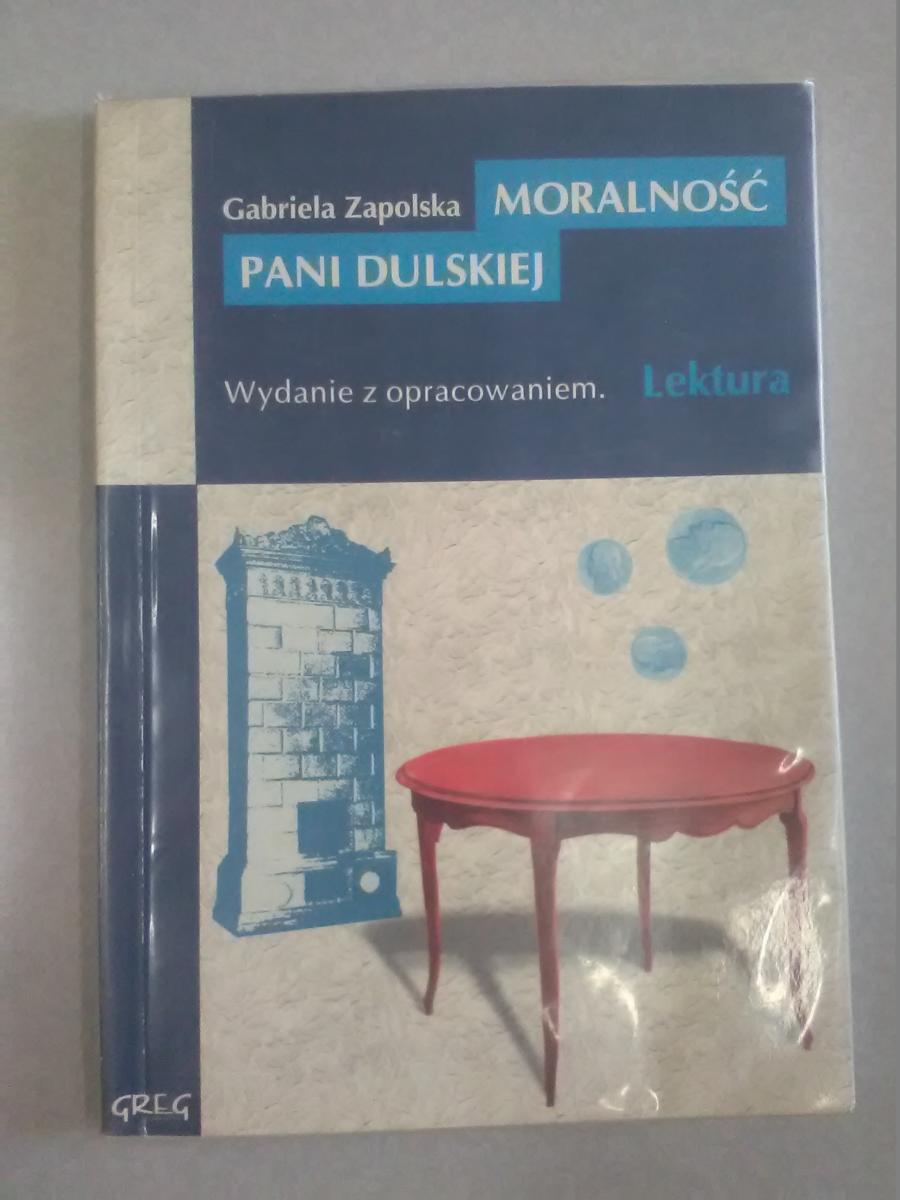 Gabriela Zapolska MORALNOŚĆ
PANI DULSKIEJ
Wydanie z opracowaniem. Lektura
GREG